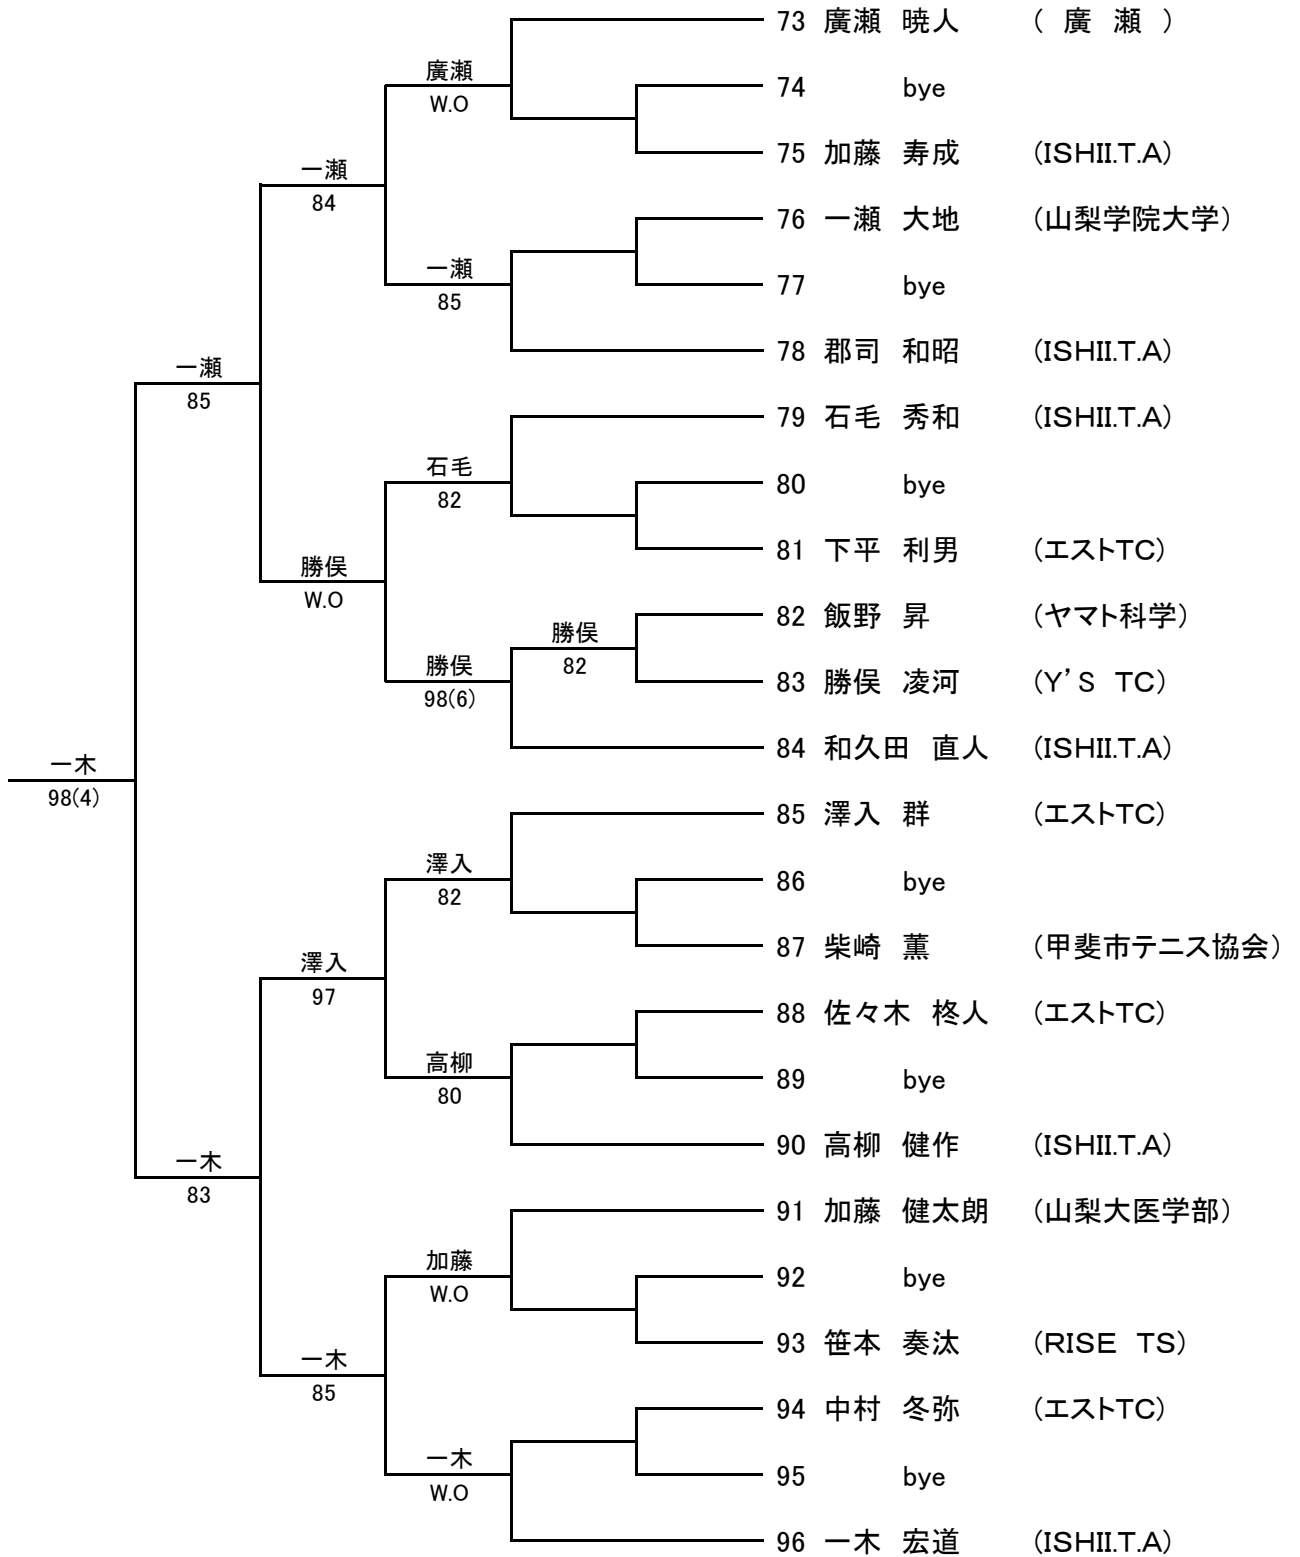 73 廣瀬 暁人 （ 廣 瀬 ）
廣瀬
W.O
74 bye
75 加藤 寿成 （ISHII.T.A）
一瀬
84
76 一瀬 大地 （山梨学院大学）
一瀬
85
77 bye
78 郡司 和昭 （ISHII.T.A）
一瀬
85
79 石毛 秀和 （ISHII.T.A）
石毛
82
80 bye
81 下平 利男 （エストTC）
勝俣
W.O
82 飯野 昇 （ヤマト科学）
勝俣
82
勝俣
98(6)
83 勝俣 凌河 （Y'S TC）
84 和久田 直人 （ISHII.T.A）
一木
98(4)
85 澤入 群 （エストTC）
澤入
82
86 bye
87 柴崎 薫 （甲斐市テニス協会）
澤入
97
88 佐々木 柊人 （エストTC）
高柳
80
89 bye
90 高柳 健作 （ISHII.T.A）
一木
83
91 加藤 健太朗 （山梨大医学部）
加藤
W.O
92 bye
93 笹本 奏汰 （RISE TS）
一木
85
94 中村 冬弥 （エストTC）
一木
W.O
95 bye
96 一木 宏道 （ISHII.T.A）